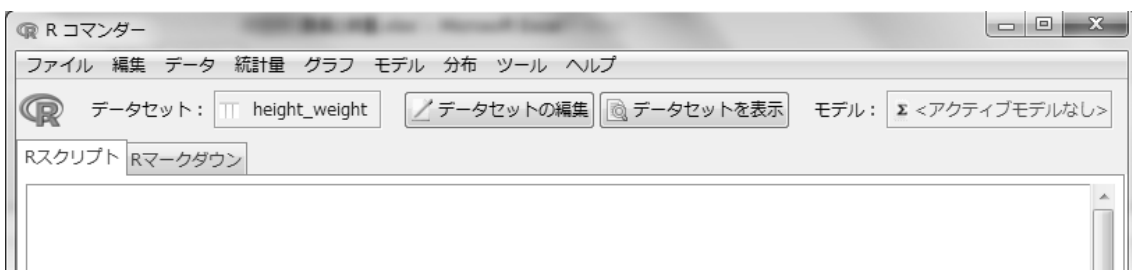 R コマンダー
ファイル 編集 データ 統計量 グラフ モデル 分布 ツール ヘルプ
データセット: height_weight データセットの編集 データセットを表示 モデル: Σ <アクティブモデルなし>
Rスクリプト Rマークダウン